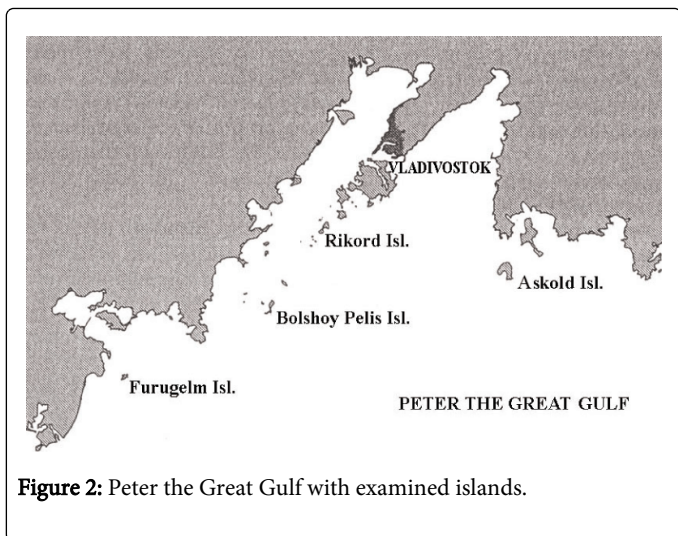 VLADIVOSTOK
Rikord Isl.
Askold Isl.
Bolshoy Pelis Isl.
Furugelm Isl.
PETER THE GREAT GULF
Figure 2: Peter the Great Gulf with examined islands.